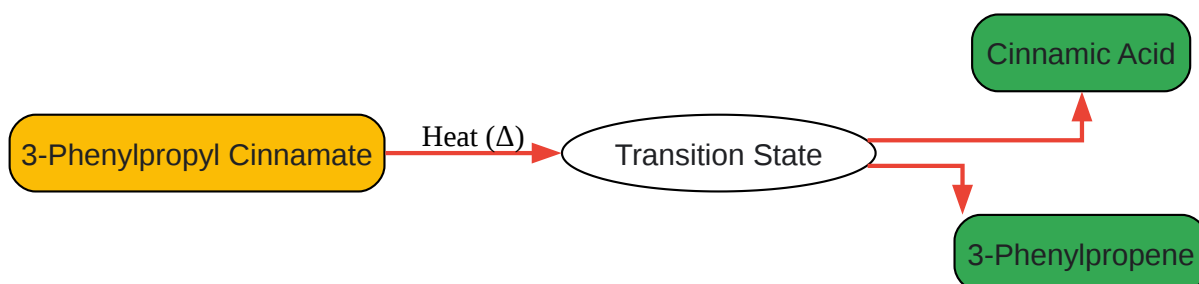 Cinnamic Acid
3-Phenylpropyl Cinnamate
Heat (Δ)
Transition State
3-Phenylpropene